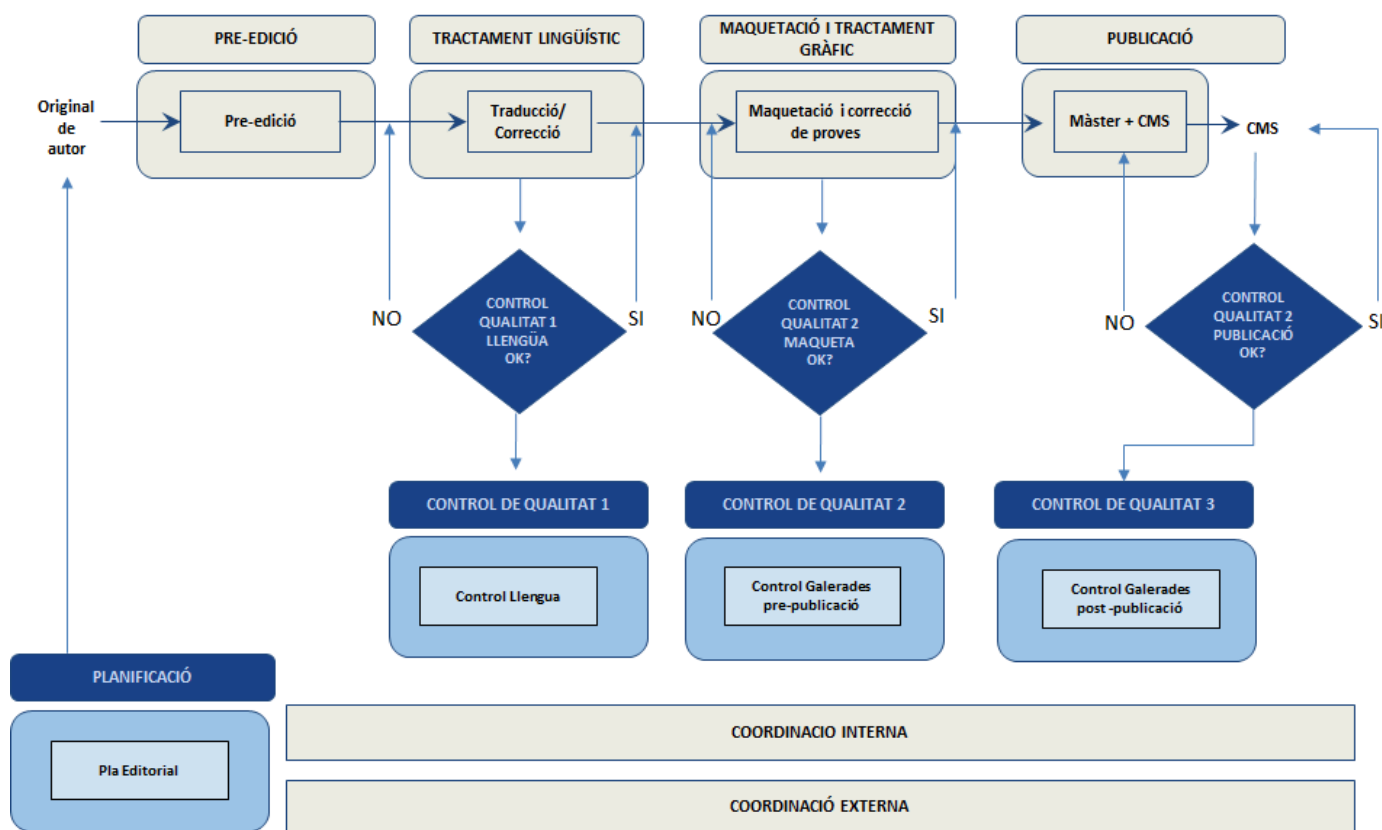 PRE-EDICIÓ
TRACTAMENT LINGÜÍSTIC
MAQUETACIÓ I TRACTAMENT
GRÀFIC
PUBLICACIÓ
Original
de
autor
Pre-edició
Traducció/
Correcció
Maquetació i correcció
de proves
Màster + CMS
CMS
NO
CONTROL
QUALITAT 1
LLENGÜA
OK?
SI
NO
CONTROL
QUALITAT 2
MAQUETA
OK?
SI
NO
CONTROL
QUALITAT 2
PUBLICACIÓ
OK?
SI
CONTROL DE QUALITAT 1
CONTROL DE QUALITAT 2
CONTROL DE QUALITAT 3
Control Llengua
Control Galerades
pre-publicació
Control Galerades
post -publicació
PLANIFICACIÓ
Pla Editorial
COORDINACIO INTERNA
COORDINACIÓ EXTERNA